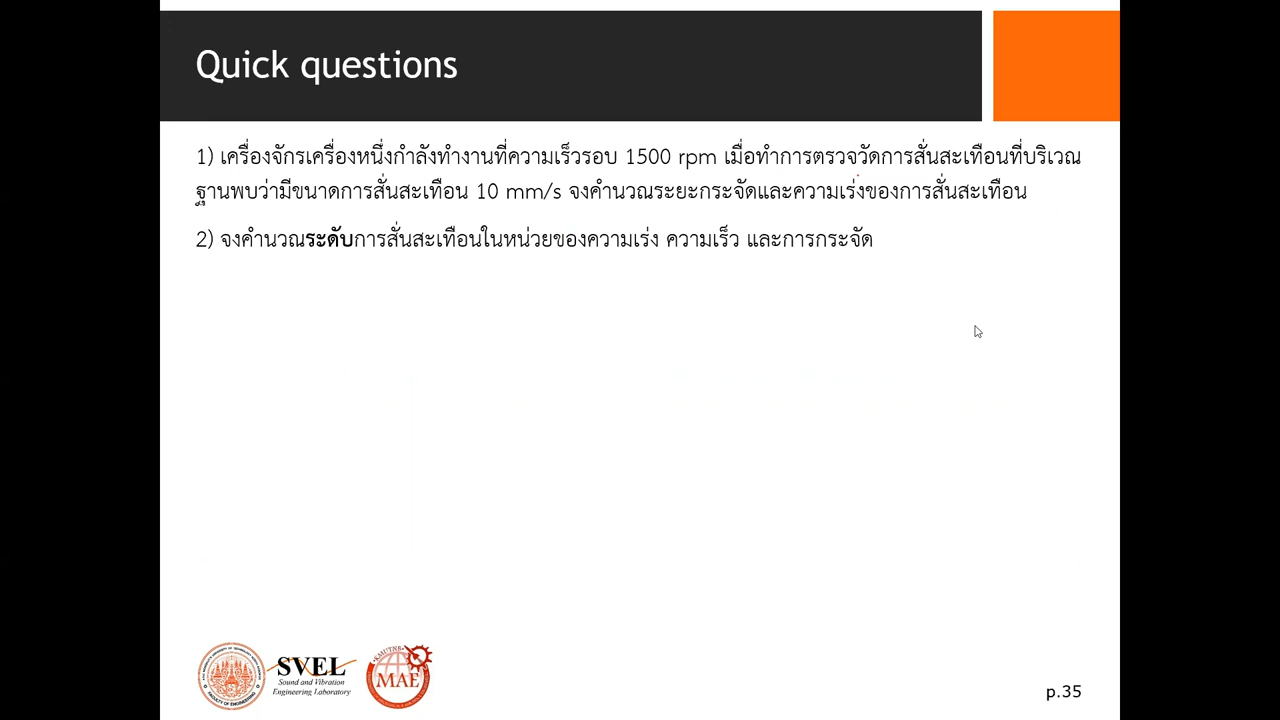 Quick questions
1) เครื่องจักรเครื่องหนึ่งกำลังทำงานที่ความเร็วรอบ 1500 rpm เมื่อทำการตรวจวัดการสั่นสะเทือนที่บริเวณ
ฐานพบว่ามีขนาดการสั่นสะเทือน 10 mm/s จงคำนวณระยะกระจัดและความเร่งของการสั่นสะเทือน
2) จงคำนวณระดับการสั่นสะเทือนในหน่วยของความเร่ง ความเร็ว และการกระจัด
SVEL
Sound and Vibration
Engineering Laboratory
KMUTNB
MAE
FACULTY OF ENGINEERING
p.35